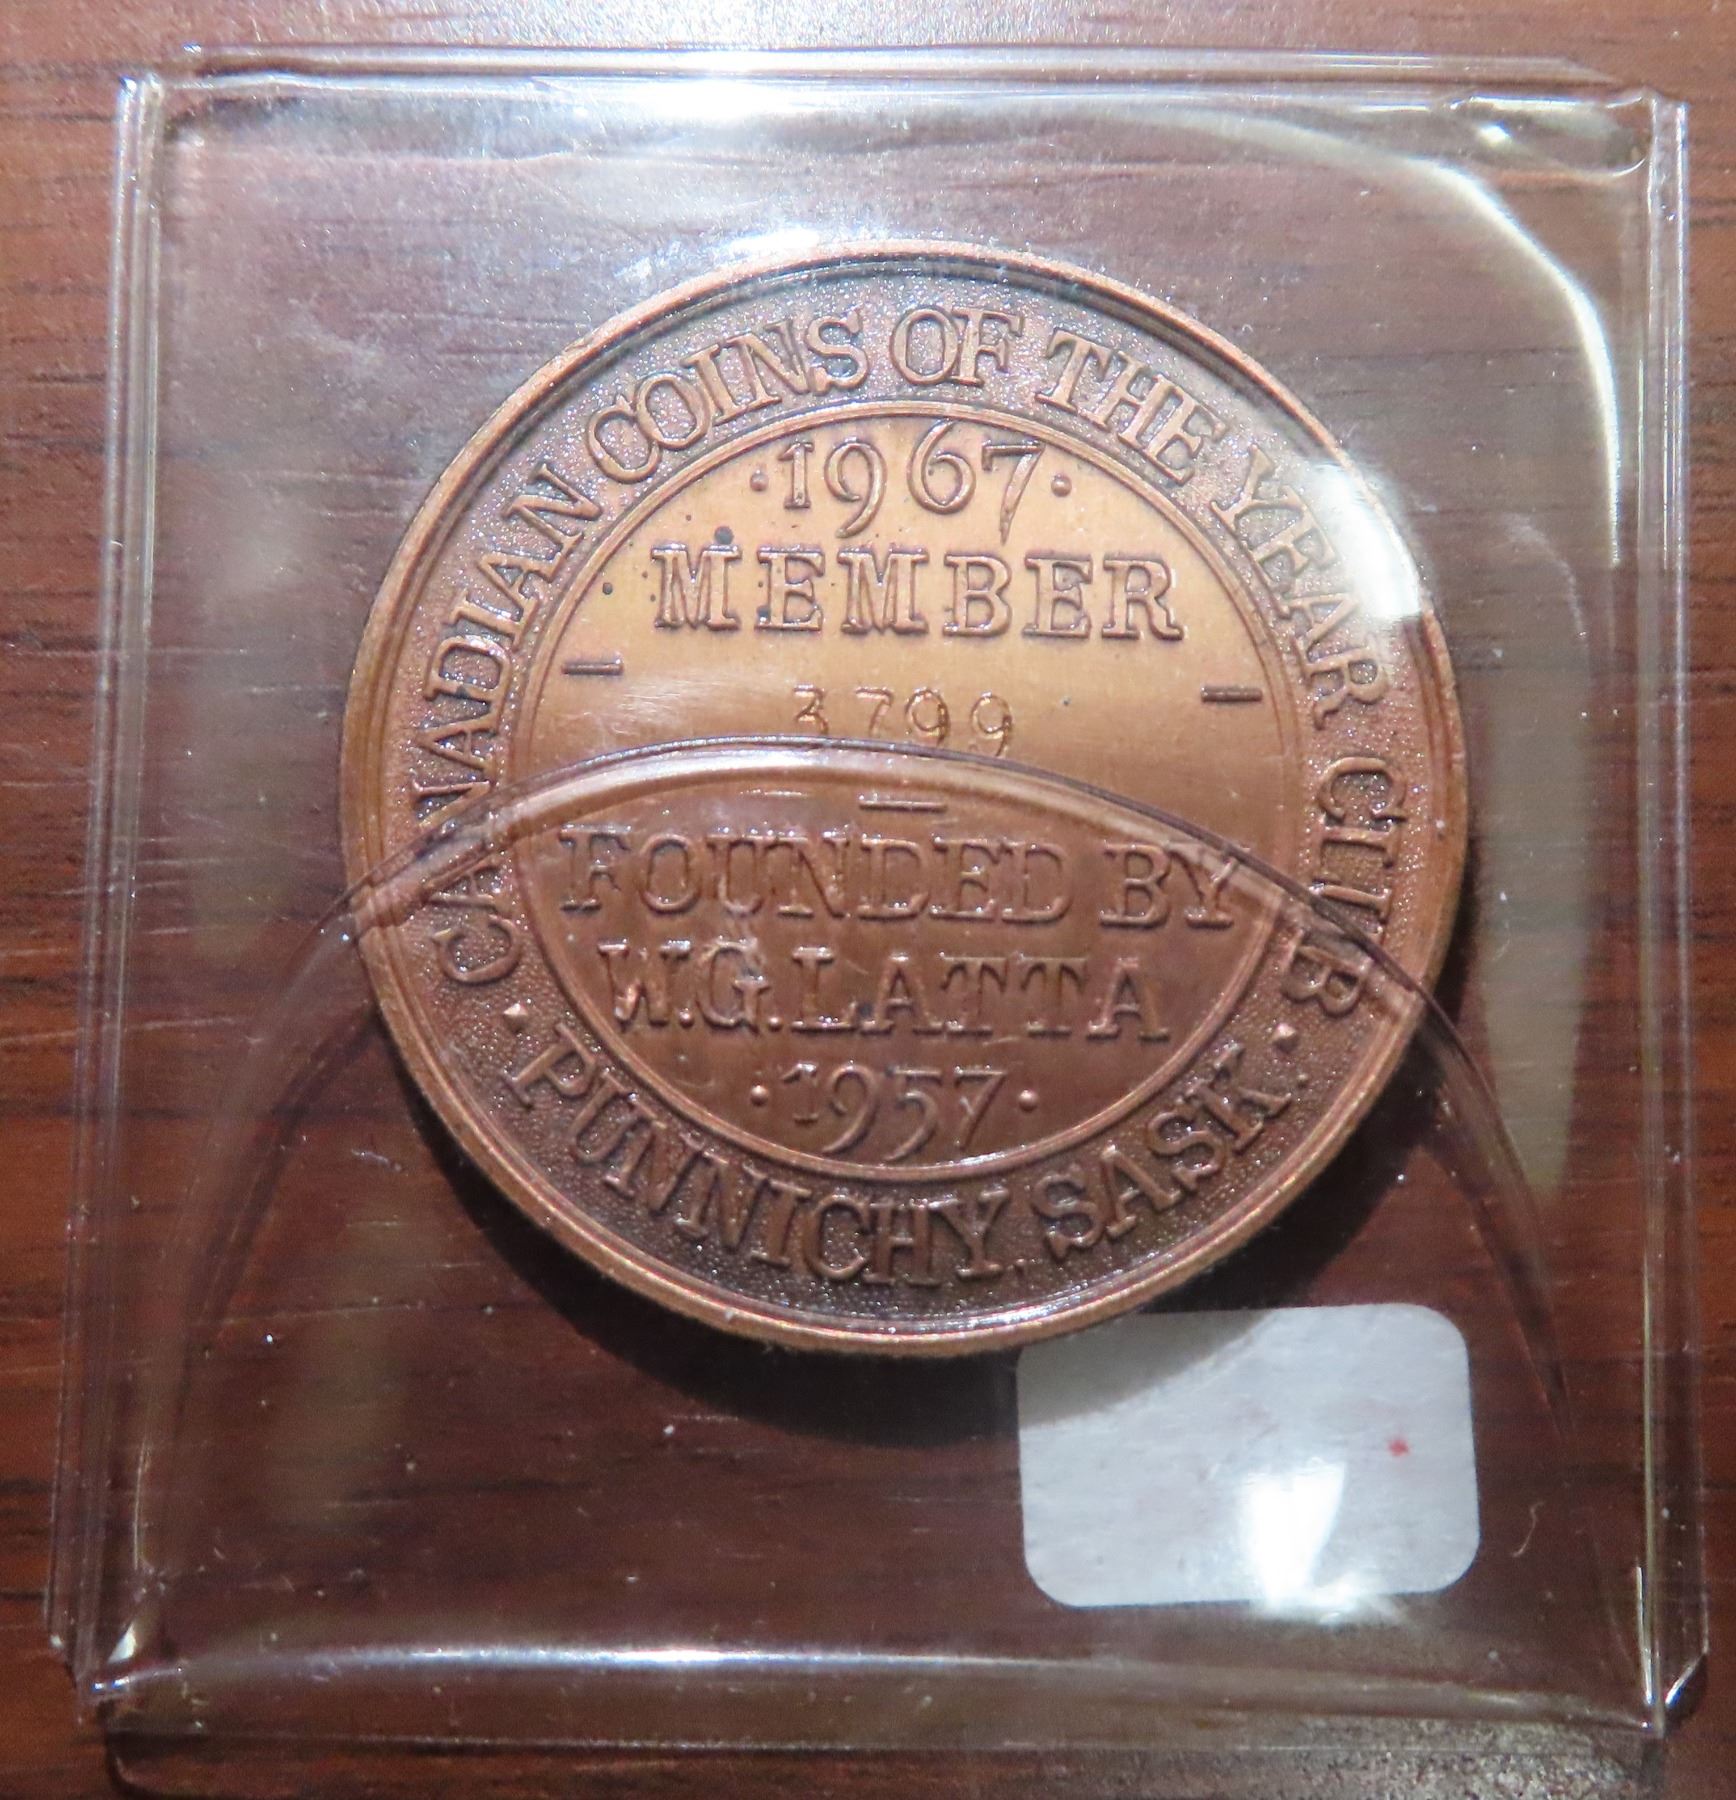 CANADIAN COINS OF THE YEAR CLUB
· 1967 ·
MEMBER
3799
FOUNDED BY
W.G. LATTA
· 1957 ·
· PUNNICHY, SASK. ·